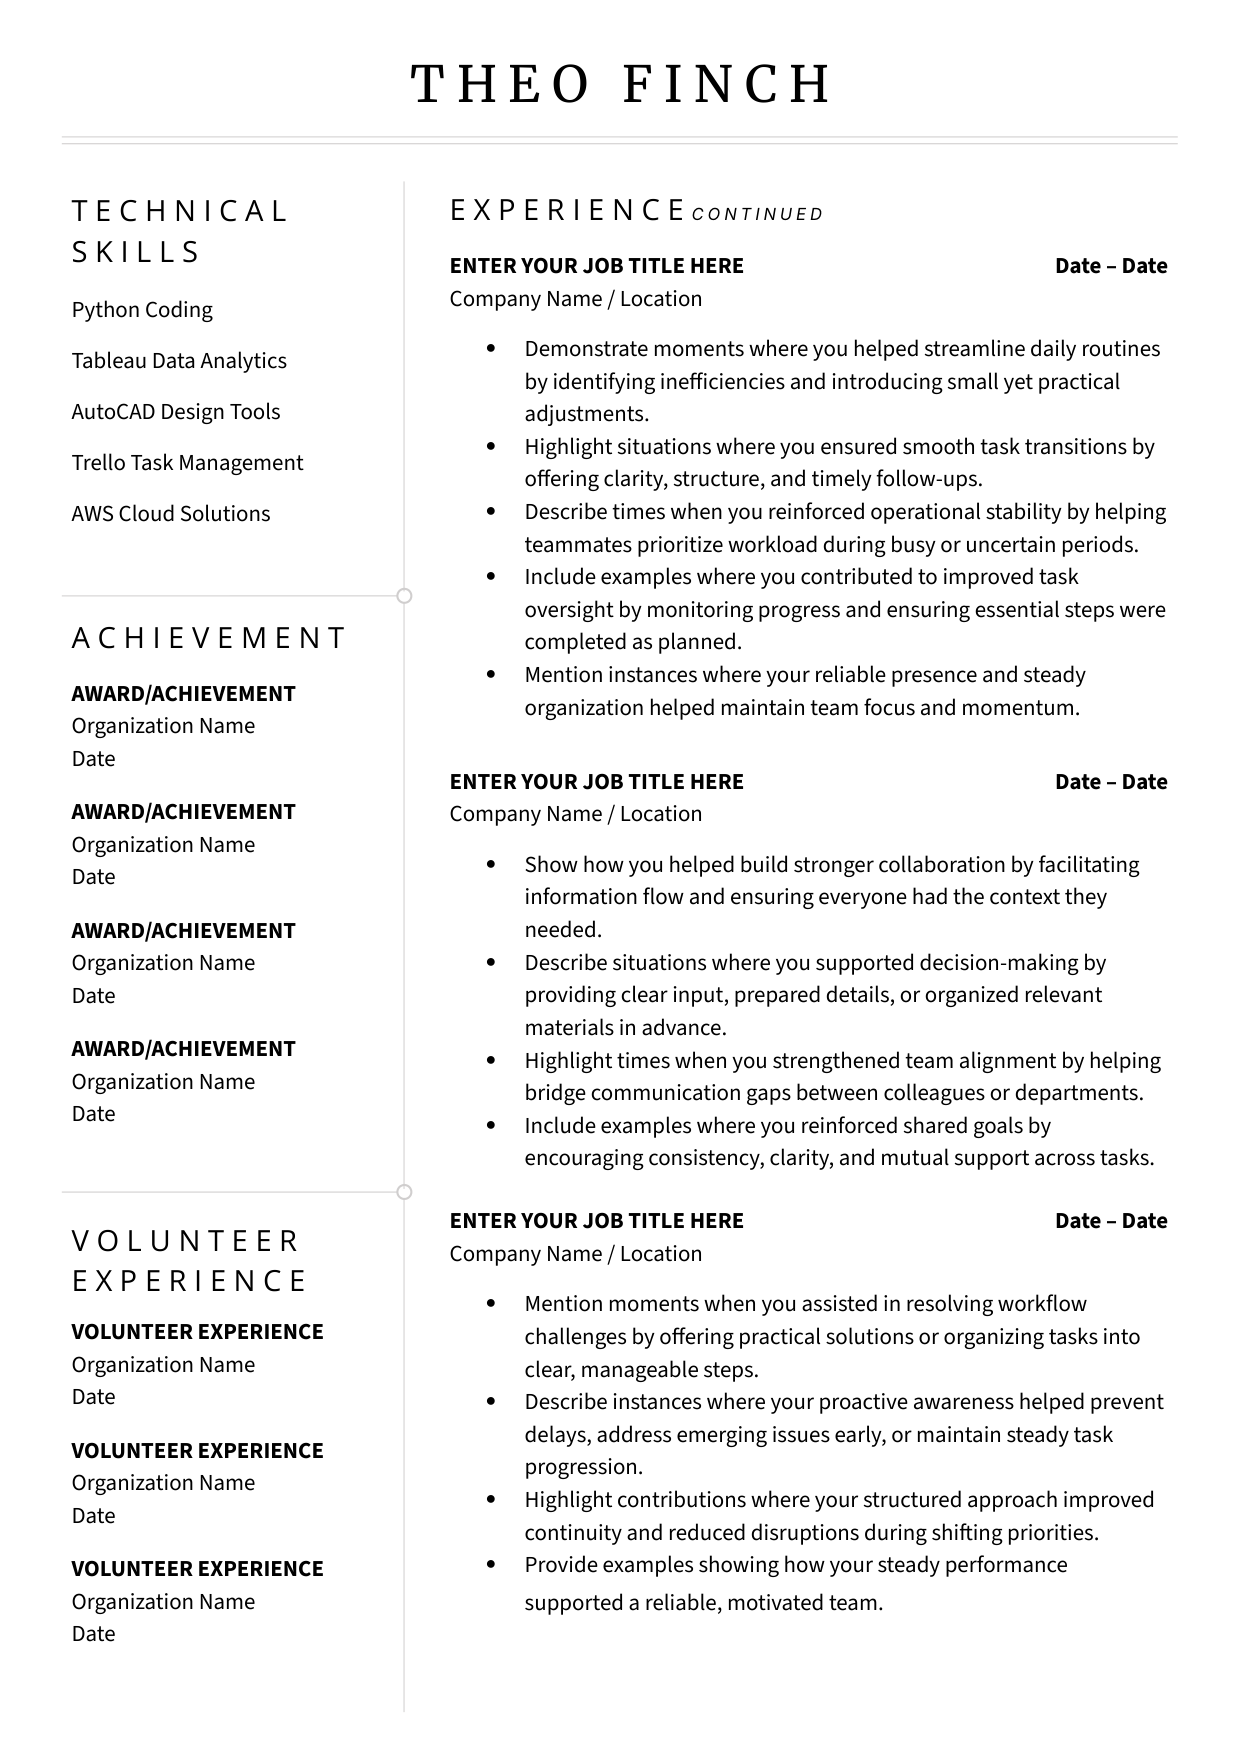 THEO FINCH
TECHNICAL
SKILLS
Python Coding
Tableau Data Analytics
AutoCAD Design Tools
Trello Task Management
AWS Cloud Solutions
ACHIEVEMENT
AWARD/ACHIEVEMENT
Organization Name
Date
AWARD/ACHIEVEMENT
Organization Name
Date
AWARD/ACHIEVEMENT
Organization Name
Date
AWARD/ACHIEVEMENT
Organization Name
Date
VOLUNTEER
EXPERIENCE
VOLUNTEER EXPERIENCE
Organization Name
Date
VOLUNTEER EXPERIENCE
Organization Name
Date
VOLUNTEER EXPERIENCE
Organization Name
Date
EXPERIENCE CONTINUED
ENTER YOUR JOB TITLE HERE Date – Date
Company Name / Location
• Demonstrate moments where you helped streamline daily routines
by identifying inefficiencies and introducing small yet practical
adjustments.
• Highlight situations where you ensured smooth task transitions by
offering clarity, structure, and timely follow-ups.
• Describe times when you reinforced operational stability by helping
teammates prioritize workload during busy or uncertain periods.
• Include examples where you contributed to improved task
oversight by monitoring progress and ensuring essential steps were
completed as planned.
• Mention instances where your reliable presence and steady
organization helped maintain team focus and momentum.
ENTER YOUR JOB TITLE HERE Date – Date
Company Name / Location
• Show how you helped build stronger collaboration by facilitating
information flow and ensuring everyone had the context they
needed.
• Describe situations where you supported decision-making by
providing clear input, prepared details, or organized relevant
materials in advance.
• Highlight times when you strengthened team alignment by helping
bridge communication gaps between colleagues or departments.
• Include examples where you reinforced shared goals by
encouraging consistency, clarity, and mutual support across tasks.
ENTER YOUR JOB TITLE HERE Date – Date
Company Name / Location
• Mention moments when you assisted in resolving workflow
challenges by offering practical solutions or organizing tasks into
clear, manageable steps.
• Describe instances where your proactive awareness helped prevent
delays, address emerging issues early, or maintain steady task
progression.
• Highlight contributions where your structured approach improved
continuity and reduced disruptions during shifting priorities.
• Provide examples showing how your steady performance
supported a reliable, motivated team.